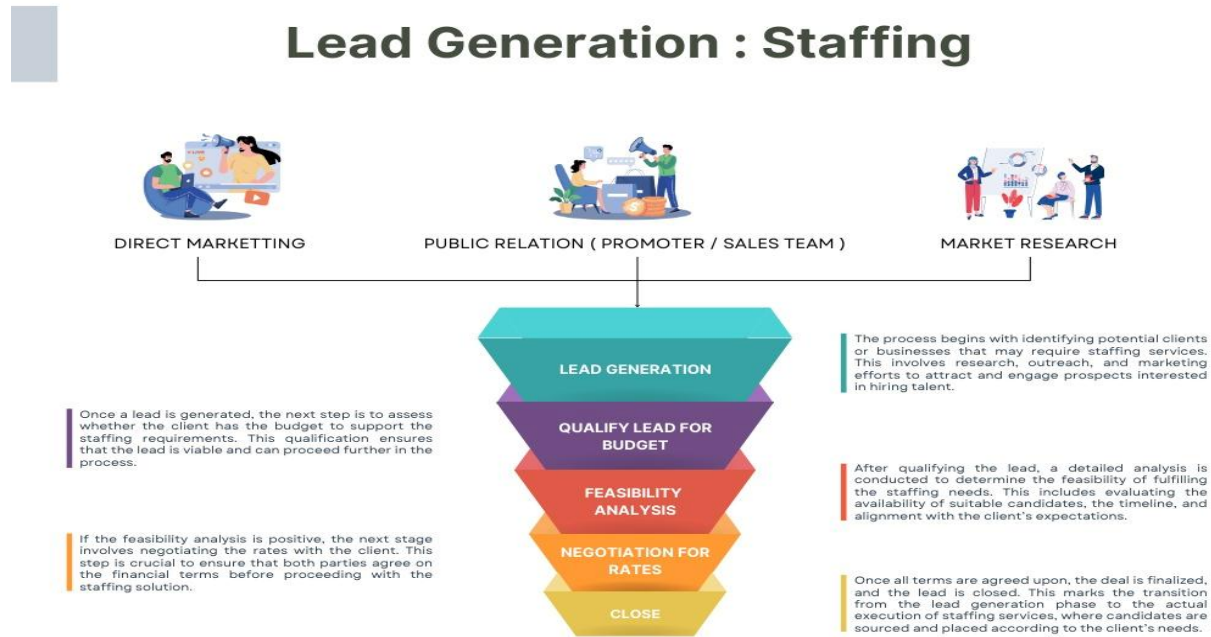 Lead Generation : Staffing
DIRECT MARKETTING
PUBLIC RELATION ( PROMOTER / SALES TEAM )
MARKET RESEARCH
LEAD GENERATION
The process begins with identifying potential clients
or businesses that may require staffing services.
This involves research, outreach, and marketing
efforts to attract and engage prospects interested
in hiring talent.
QUALIFY LEAD FOR
BUDGET
Once a lead is generated, the next step is to assess
whether the client has the budget to support the
staffing requirements. This qualification ensures
that the lead is viable and can proceed further in the
process.
FEASIBILITY
ANALYSIS
After qualifying the lead, a detailed analysis is
conducted to determine the feasibility of fulfilling
the staffing needs. This includes evaluating the
availability of suitable candidates, the timeline, and
alignment with the client's expectations.
NEGOTIATION FOR
RATES
If the feasibility analysis is positive, the next stage
involves negotiating the rates with the client. This
step is crucial to ensure that both parties agree on
the financial terms before proceeding with the
staffing solution.
CLOSE
Once all terms are agreed upon, the deal is finalized,
and the lead is closed. This marks the transition
from the lead generation phase to the actual
execution of staffing services, where candidates are
sourced and placed according to the client's needs.